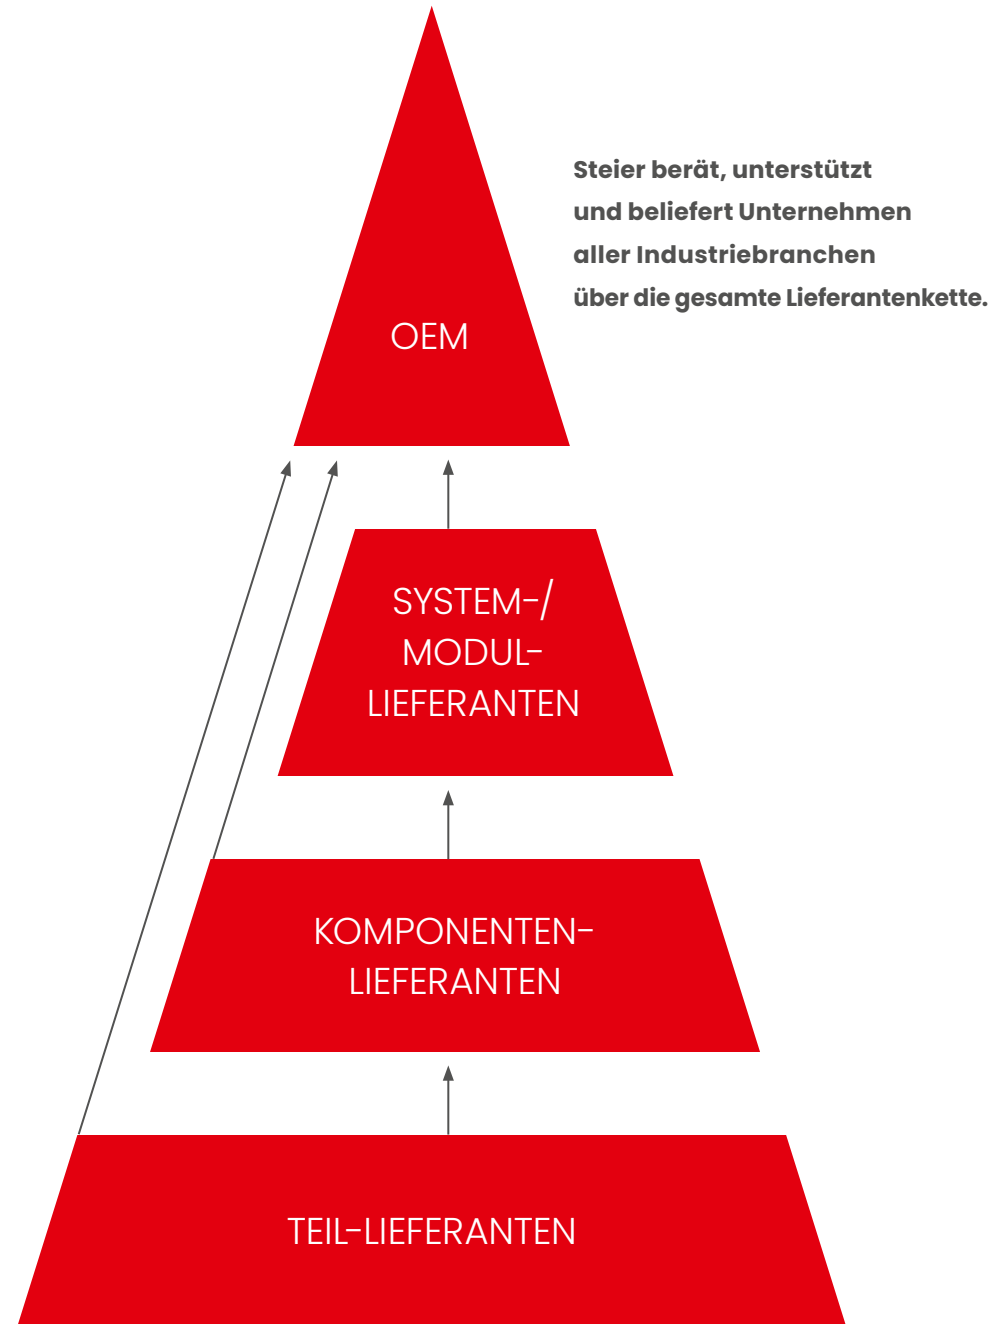 Steier berät, unterstützt
und beliefert Unternehmen
aller Industriebranchen
über die gesamte Lieferantenkette.
OEM
SYSTEM-/
MODUL-
LIEFERANTEN
KOMPONENTEN-
LIEFERANTEN
TEIL-LIEFERANTEN